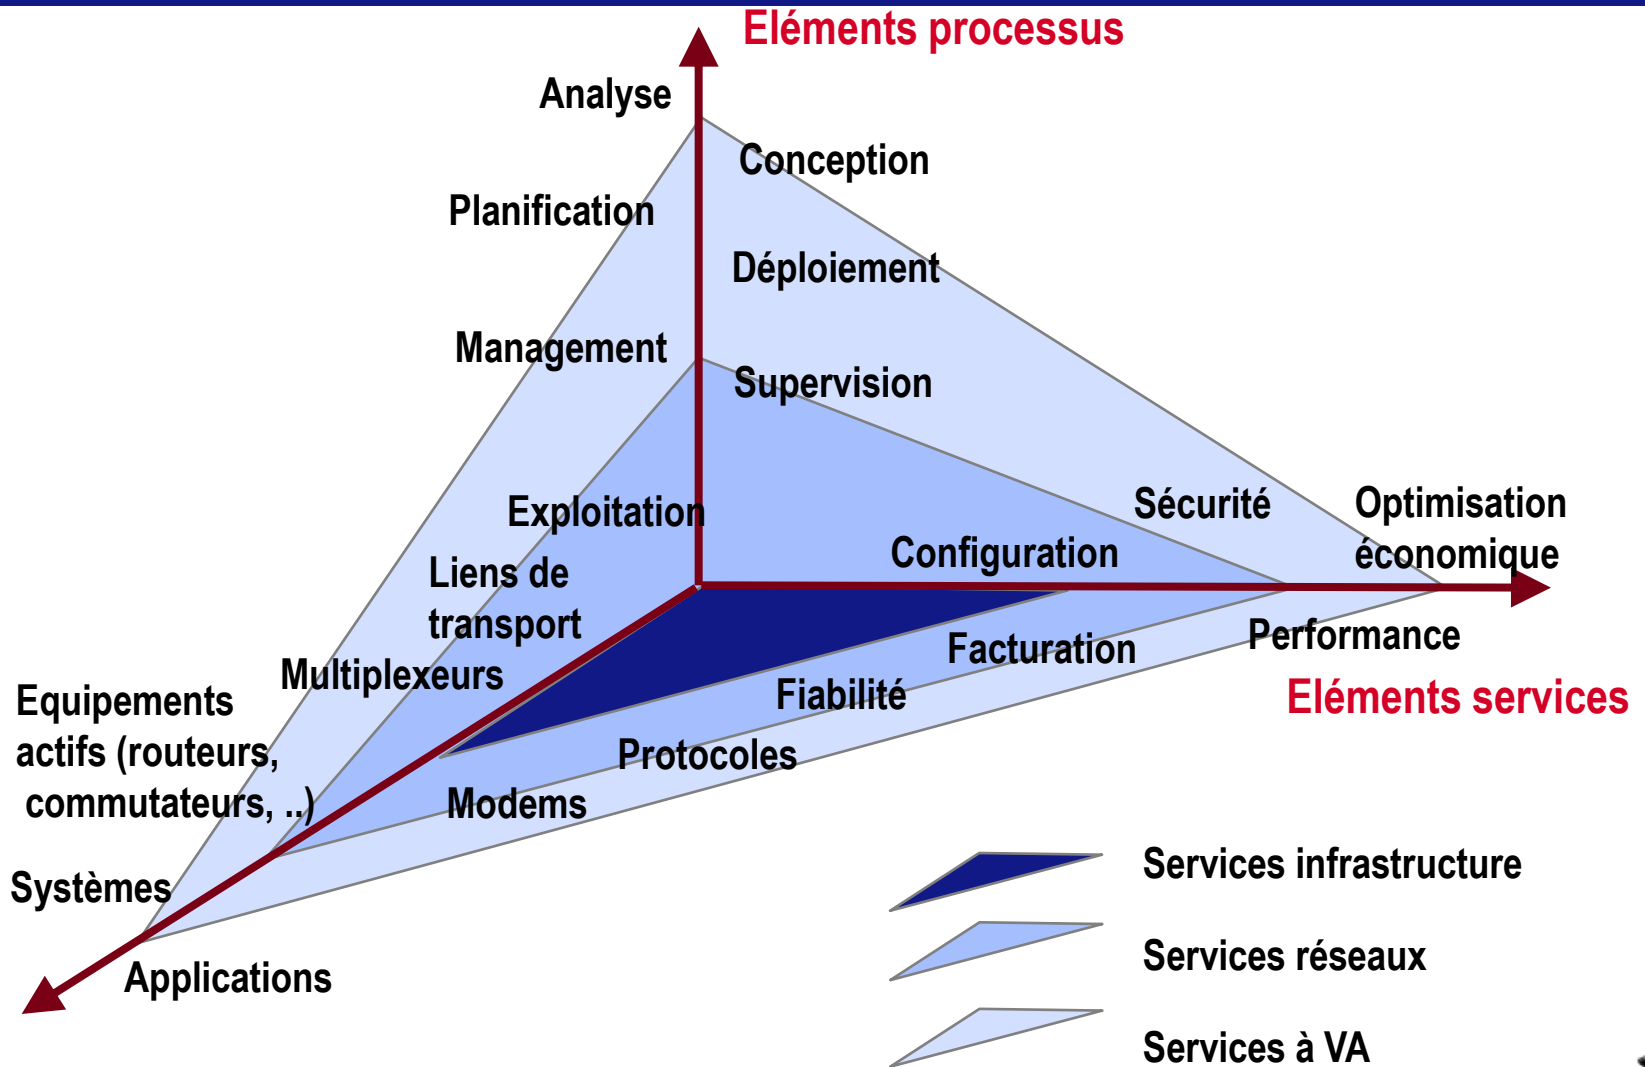 Eléments processus
Analyse
Conception
Planification
Déploiement
Management
Supervision
Sécurité
Optimisation
économique
Exploitation
Configuration
Liens de
transport
Performance
Facturation
Multiplexeurs
Fiabilité
Eléments services
Equipements
actifs (routeurs,
commutateurs, ..)
Protocoles
Modems
Systèmes
Applications
Services infrastructure
Services réseaux
Services à VA